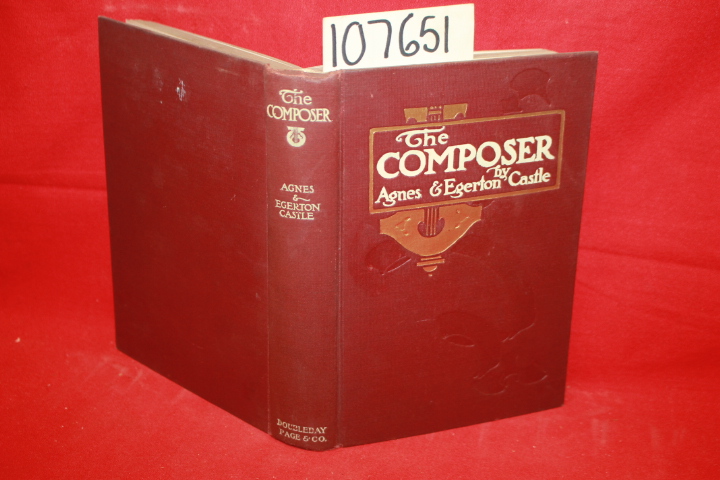 107651
The
COMPOSER
AGNES
&
EGERTON
CASTLE
DOUBLEDAY
PAGE & CO.
The
COMPOSER
by
Agnes & Egerton Castle